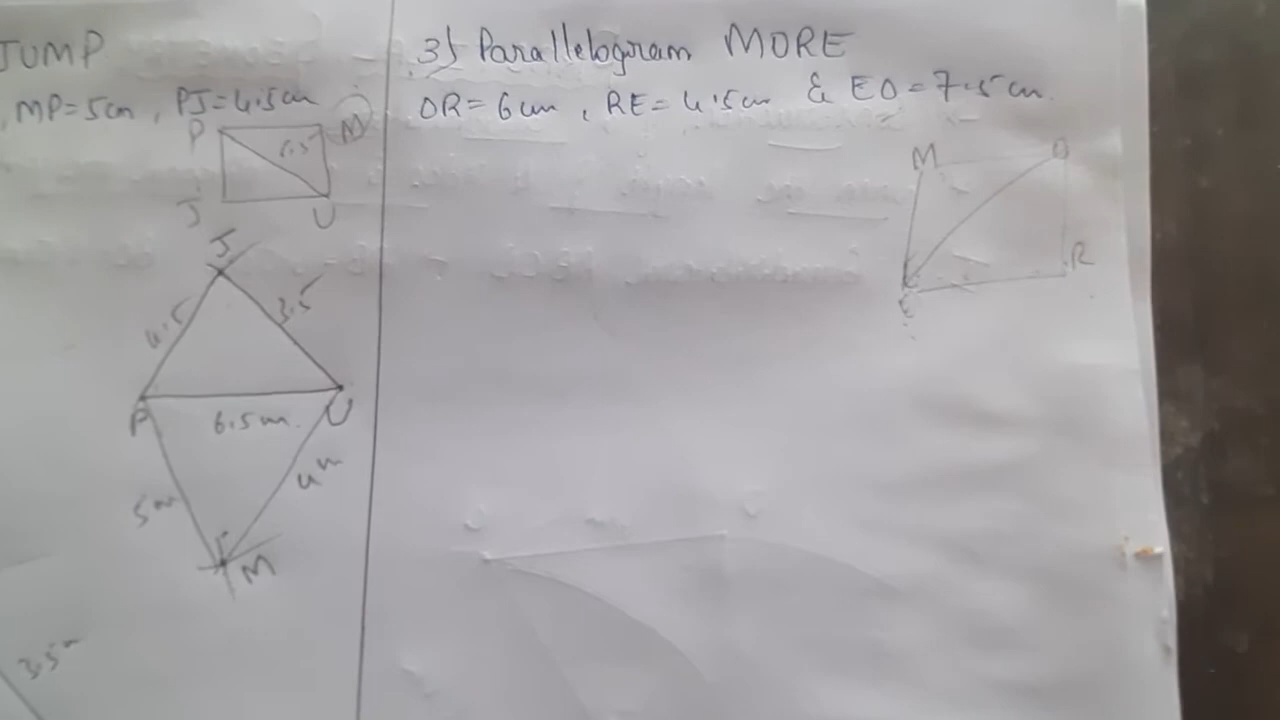 JUMP
MP=5cm, PJ=4.5cm
P
M
6.5
J
U
J
4.5
3.5
P
6.5cm.
U
5cm
4cm
M
3.5cm
3) Parallelogram MORE
OR=6cm, RE=4.5cm & EO=7.5cm.
M
O
E
R